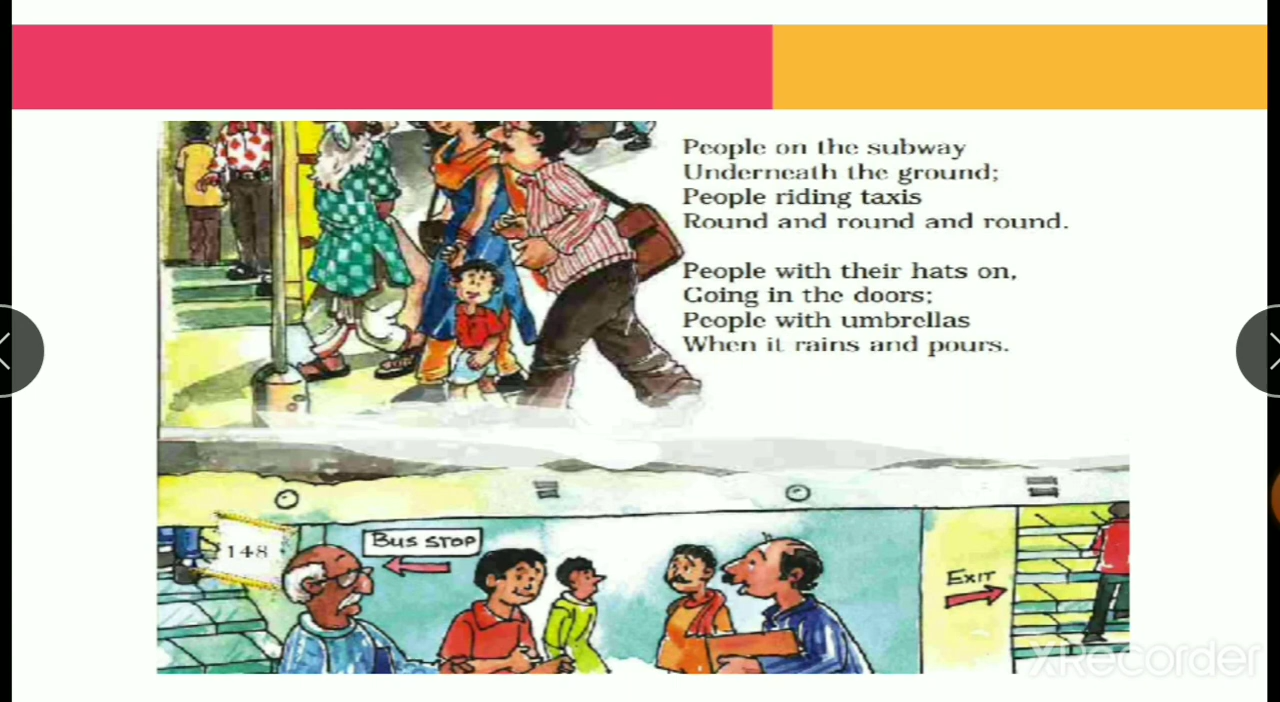 People on the subway
Underneath the ground;
People riding taxis
Round and round and round.
People with their hats on,
Going in the doors;
People with umbrellas
When it rains and pours.
148
BUS STOP
EXIT
XRecorder